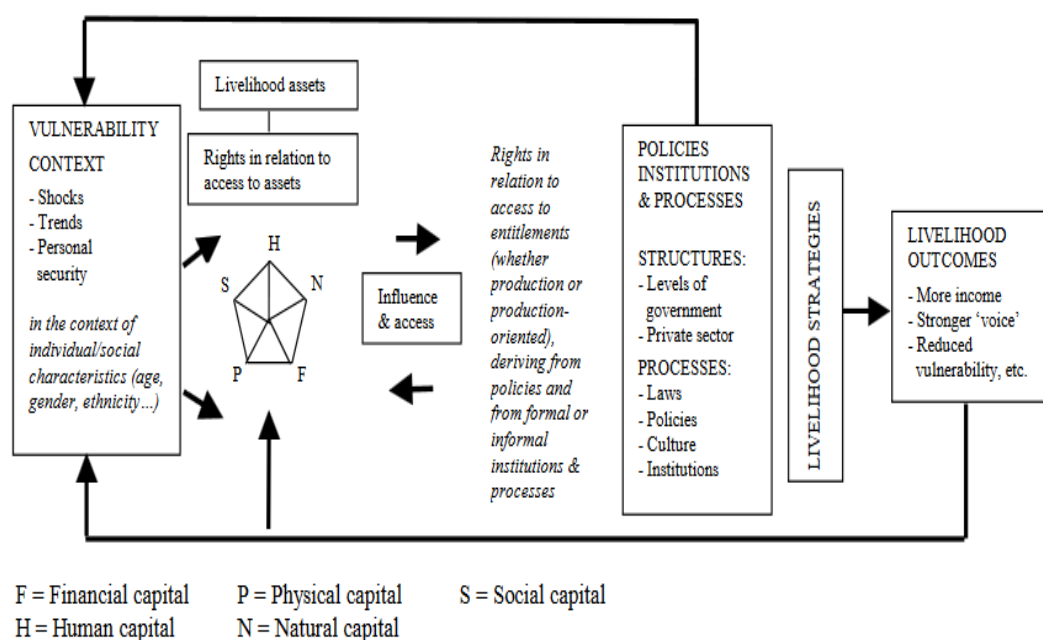 Livelihood assets
Rights in relation to
access to assets
VULNERABILITY
CONTEXT
- Shocks
- Trends
- Personal
security
in the context of
individual/social
characteristics (age,
gender, ethnicity…)
H
S
N
P
F
Influence
& access
Rights in
relation to
access to
entitlements
(whether
production or
production-
oriented),
deriving from
policies and
from formal or
informal
institutions &
processes
POLICIES
INSTITUTIONS
& PROCESSES
STRUCTURES:
- Levels of
government
- Private sector
PROCESSES:
- Laws
- Policies
- Culture
- Institutions
LIVELIHOOD STRATEGIES
LIVELIHOOD
OUTCOMES
- More income
- Stronger ‘voice’
- Reduced
vulnerability, etc.
F = Financial capital P = Physical capital S = Social capital
H = Human capital N = Natural capital